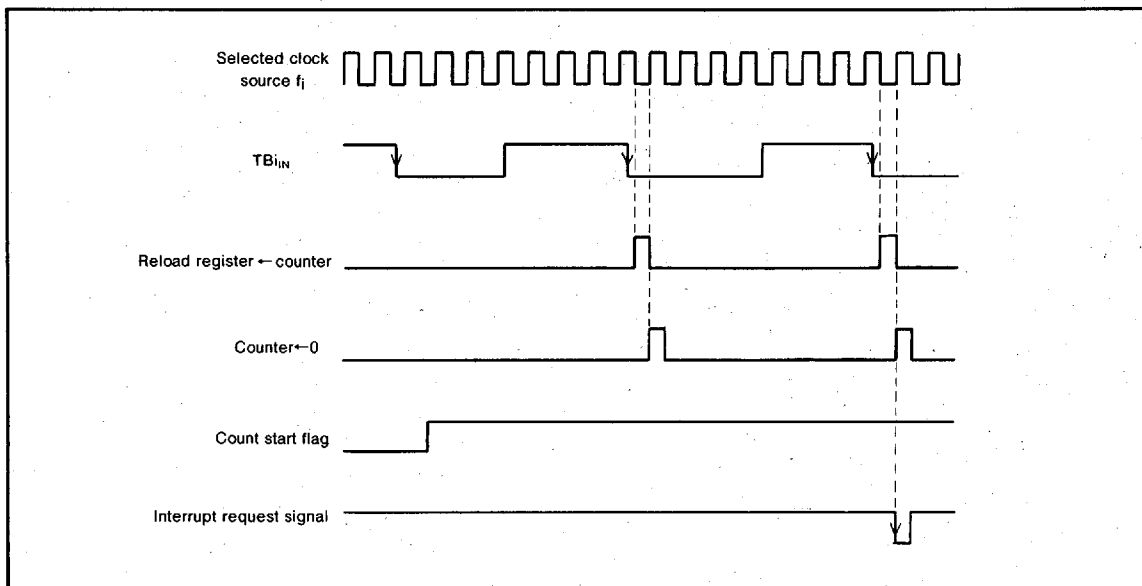 Selected clock
source fi
TBiIN
Reload register←counter
Counter←0
Count start flag
Interrupt request signal